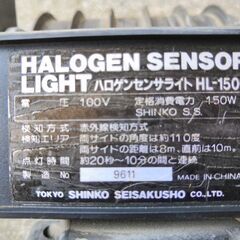 HALOGEN SENSOR
LIGHT ハロゲンセンサライト HL-150
電圧 100V 定格消費電力 150W
SHINKO S.S.
検知方式 赤外線検知方式
検知エリア 両サイドの角約110度
両サイドの距離は8m、直前は10m。
点灯時間 約20秒~10分の間と連続
製造No 9611 MADE IN CHINA
TOKYO SHINKO SEISAKUSHO CO.,LTD.